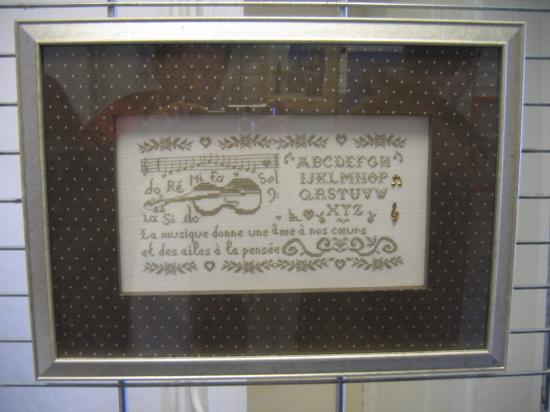 do Ré Mi Fa Sol
La Si do
La musique donne une âme à nos cœurs
et des ailes à la pensée
ABCDEFGH
IJKLMNOP
QRSTUVW
XYZ